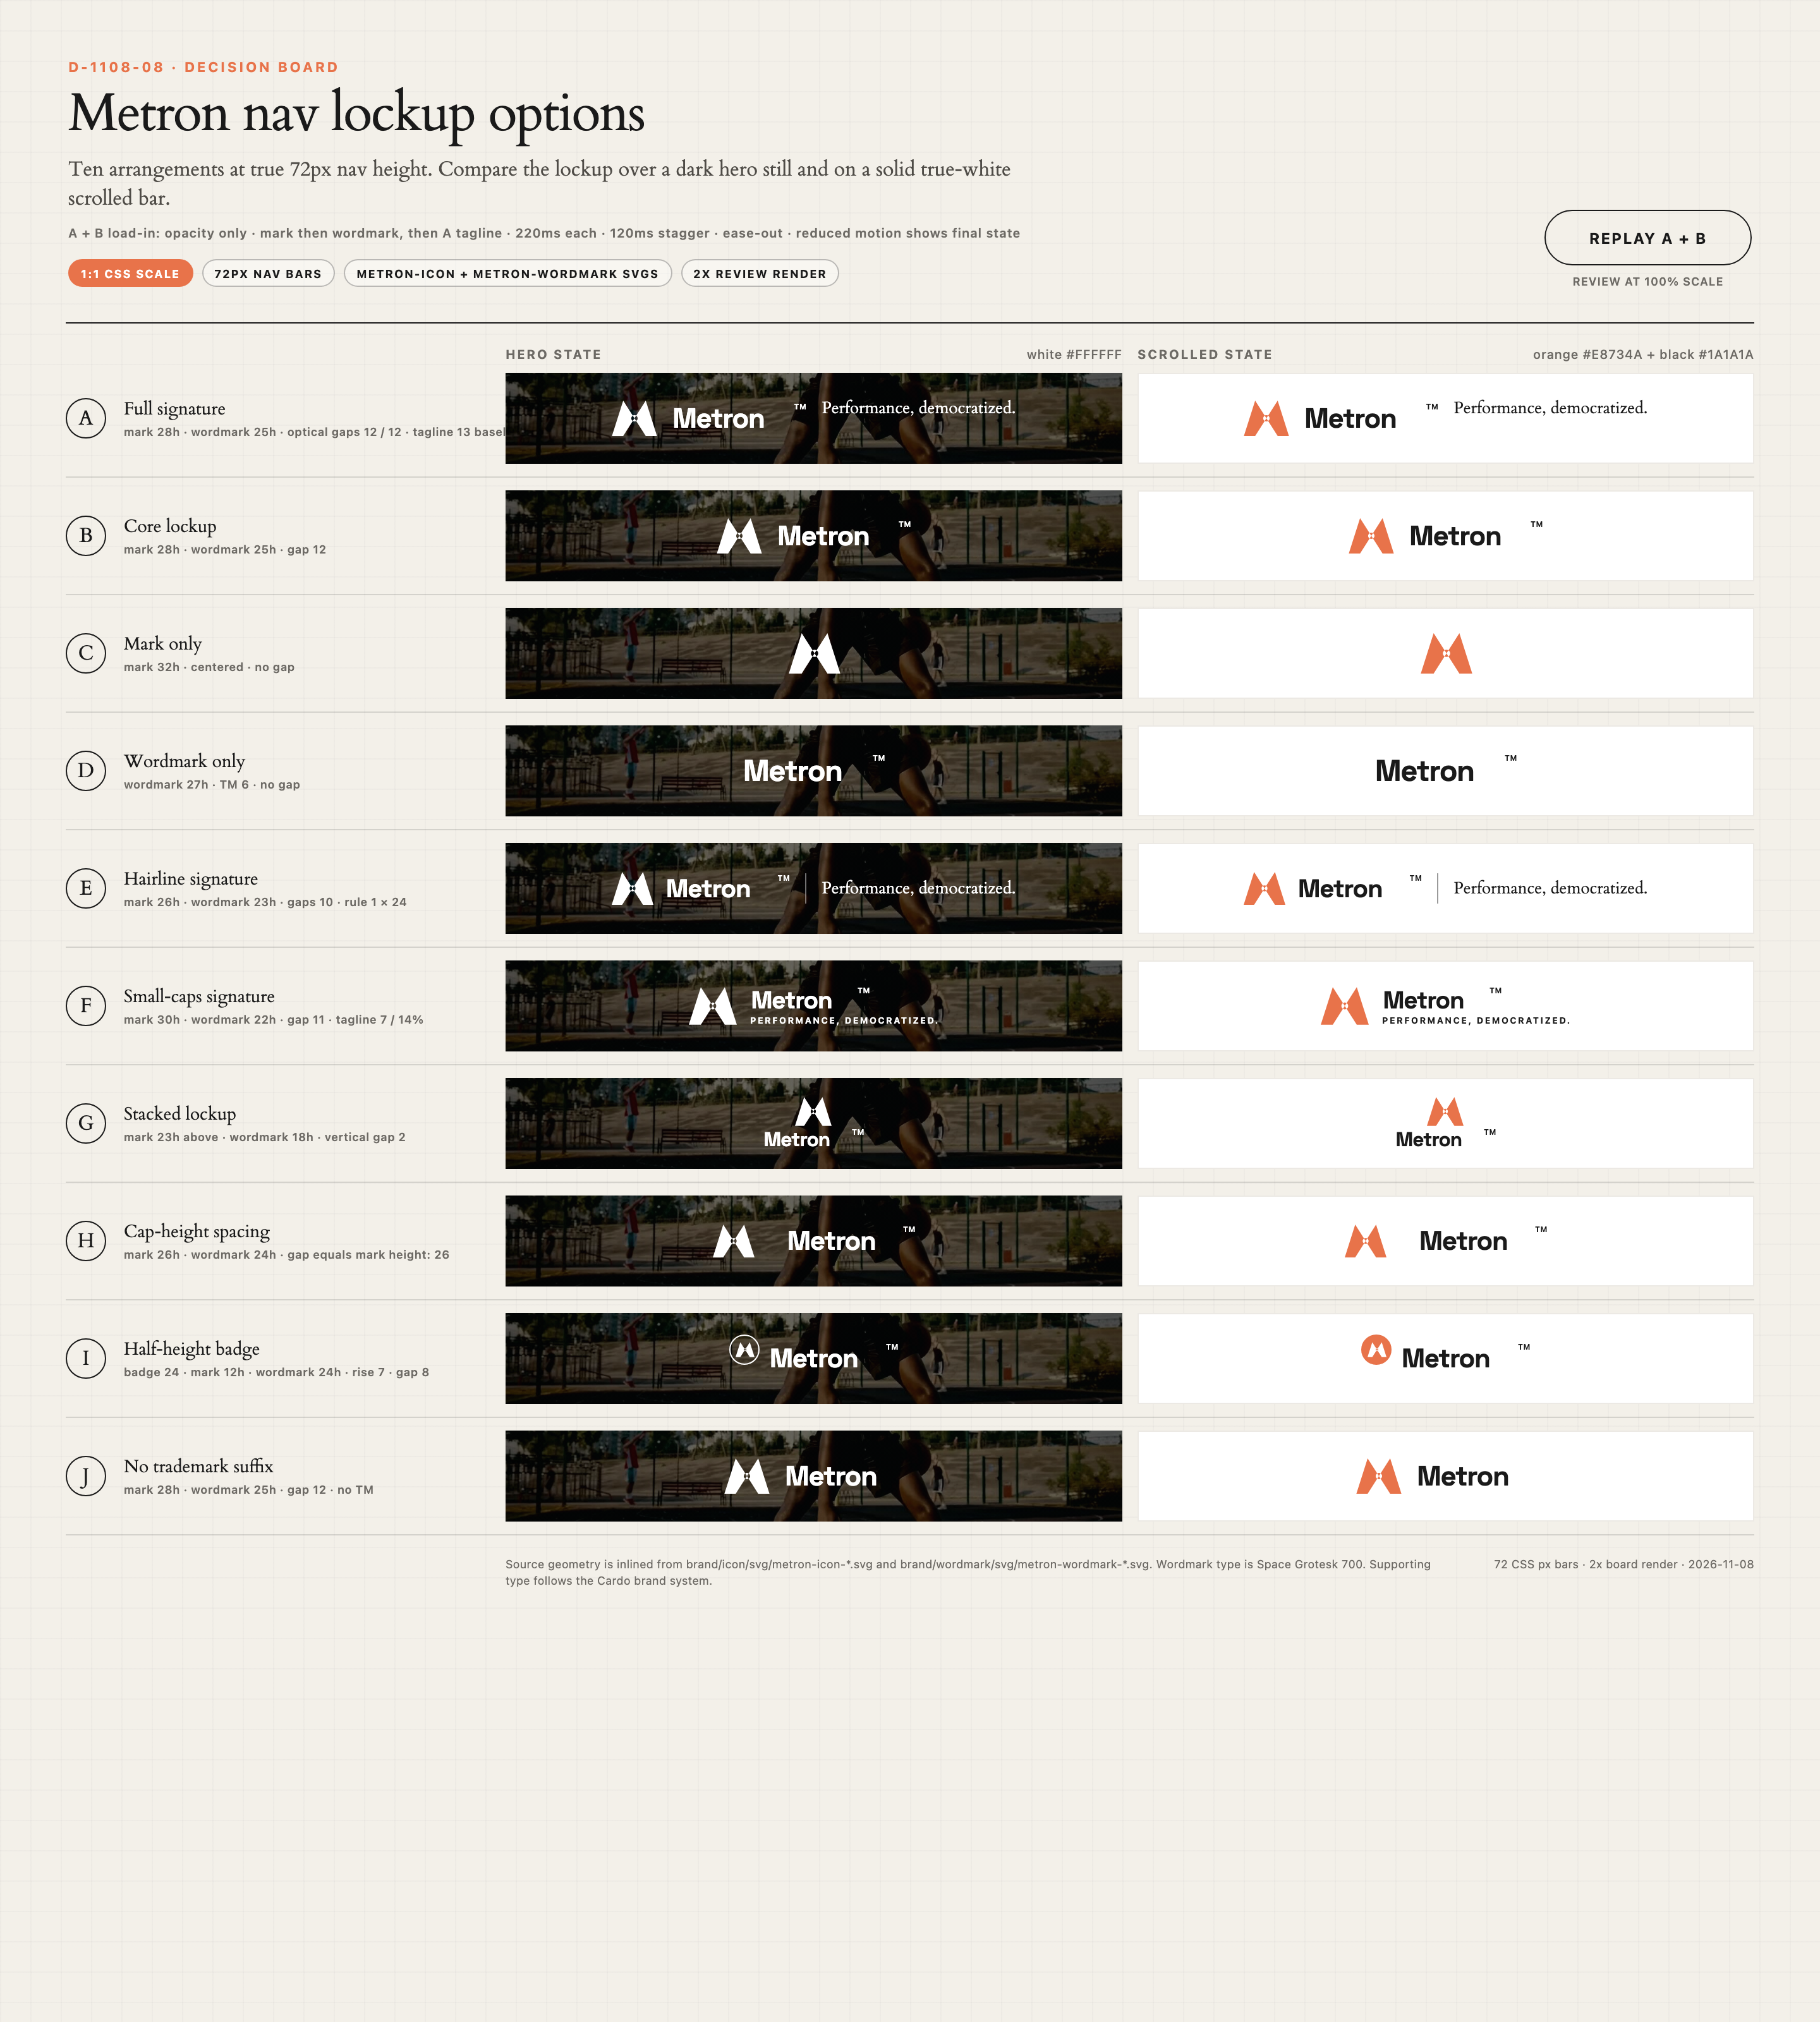 D-1108-08 · DECISION BOARD
Metron nav lockup options
Ten arrangements at true 72px nav height. Compare the lockup over a dark hero still and on a solid true-white
scrolled bar.
A + B load-in: opacity only · mark then wordmark, then A tagline · 220ms each · 120ms stagger · ease-out · reduced motion shows final state
1:1 CSS SCALE 72PX NAV BARS METRON-ICON + METRON-WORDMARK SVGS 2X REVIEW RENDER
REPLAY A + B
REVIEW AT 100% SCALE
HERO STATE white #FFFFFF SCROLLED STATE orange #E8734A + black #1A1A1A
A Full signature
mark 28h · wordmark 25h · optical gaps 12 / 12 · tagline 13 basel
Metron TM Performance, democratized.
Metron TM Performance, democratized.
B Core lockup
mark 28h · wordmark 25h · gap 12
Metron TM
Metron TM
C Mark only
mark 32h · centered · no gap
D Wordmark only
wordmark 27h · TM 6 · no gap
Metron TM
Metron TM
E Hairline signature
mark 26h · wordmark 23h · gaps 10 · rule 1 × 24
Metron TM Performance, democratized.
Metron TM Performance, democratized.
F Small-caps signature
mark 30h · wordmark 22h · gap 11 · tagline 7 / 14%
Metron TM
PERFORMANCE, DEMOCRATIZED.
Metron TM
PERFORMANCE, DEMOCRATIZED.
G Stacked lockup
mark 23h above · wordmark 18h · vertical gap 2
Metron TM
Metron TM
H Cap-height spacing
mark 26h · wordmark 24h · gap equals mark height: 26
Metron TM
Metron TM
I Half-height badge
badge 24 · mark 12h · wordmark 24h · rise 7 · gap 8
Metron TM
Metron TM
J No trademark suffix
mark 28h · wordmark 25h · gap 12 · no TM
Metron
Metron
Source geometry is inlined from brand/icon/svg/metron-icon-*.svg and brand/wordmark/svg/metron-wordmark-*.svg. Wordmark type is Space Grotesk 700. Supporting
type follows the Cardo brand system.
72 CSS px bars · 2x board render · 2026-11-08